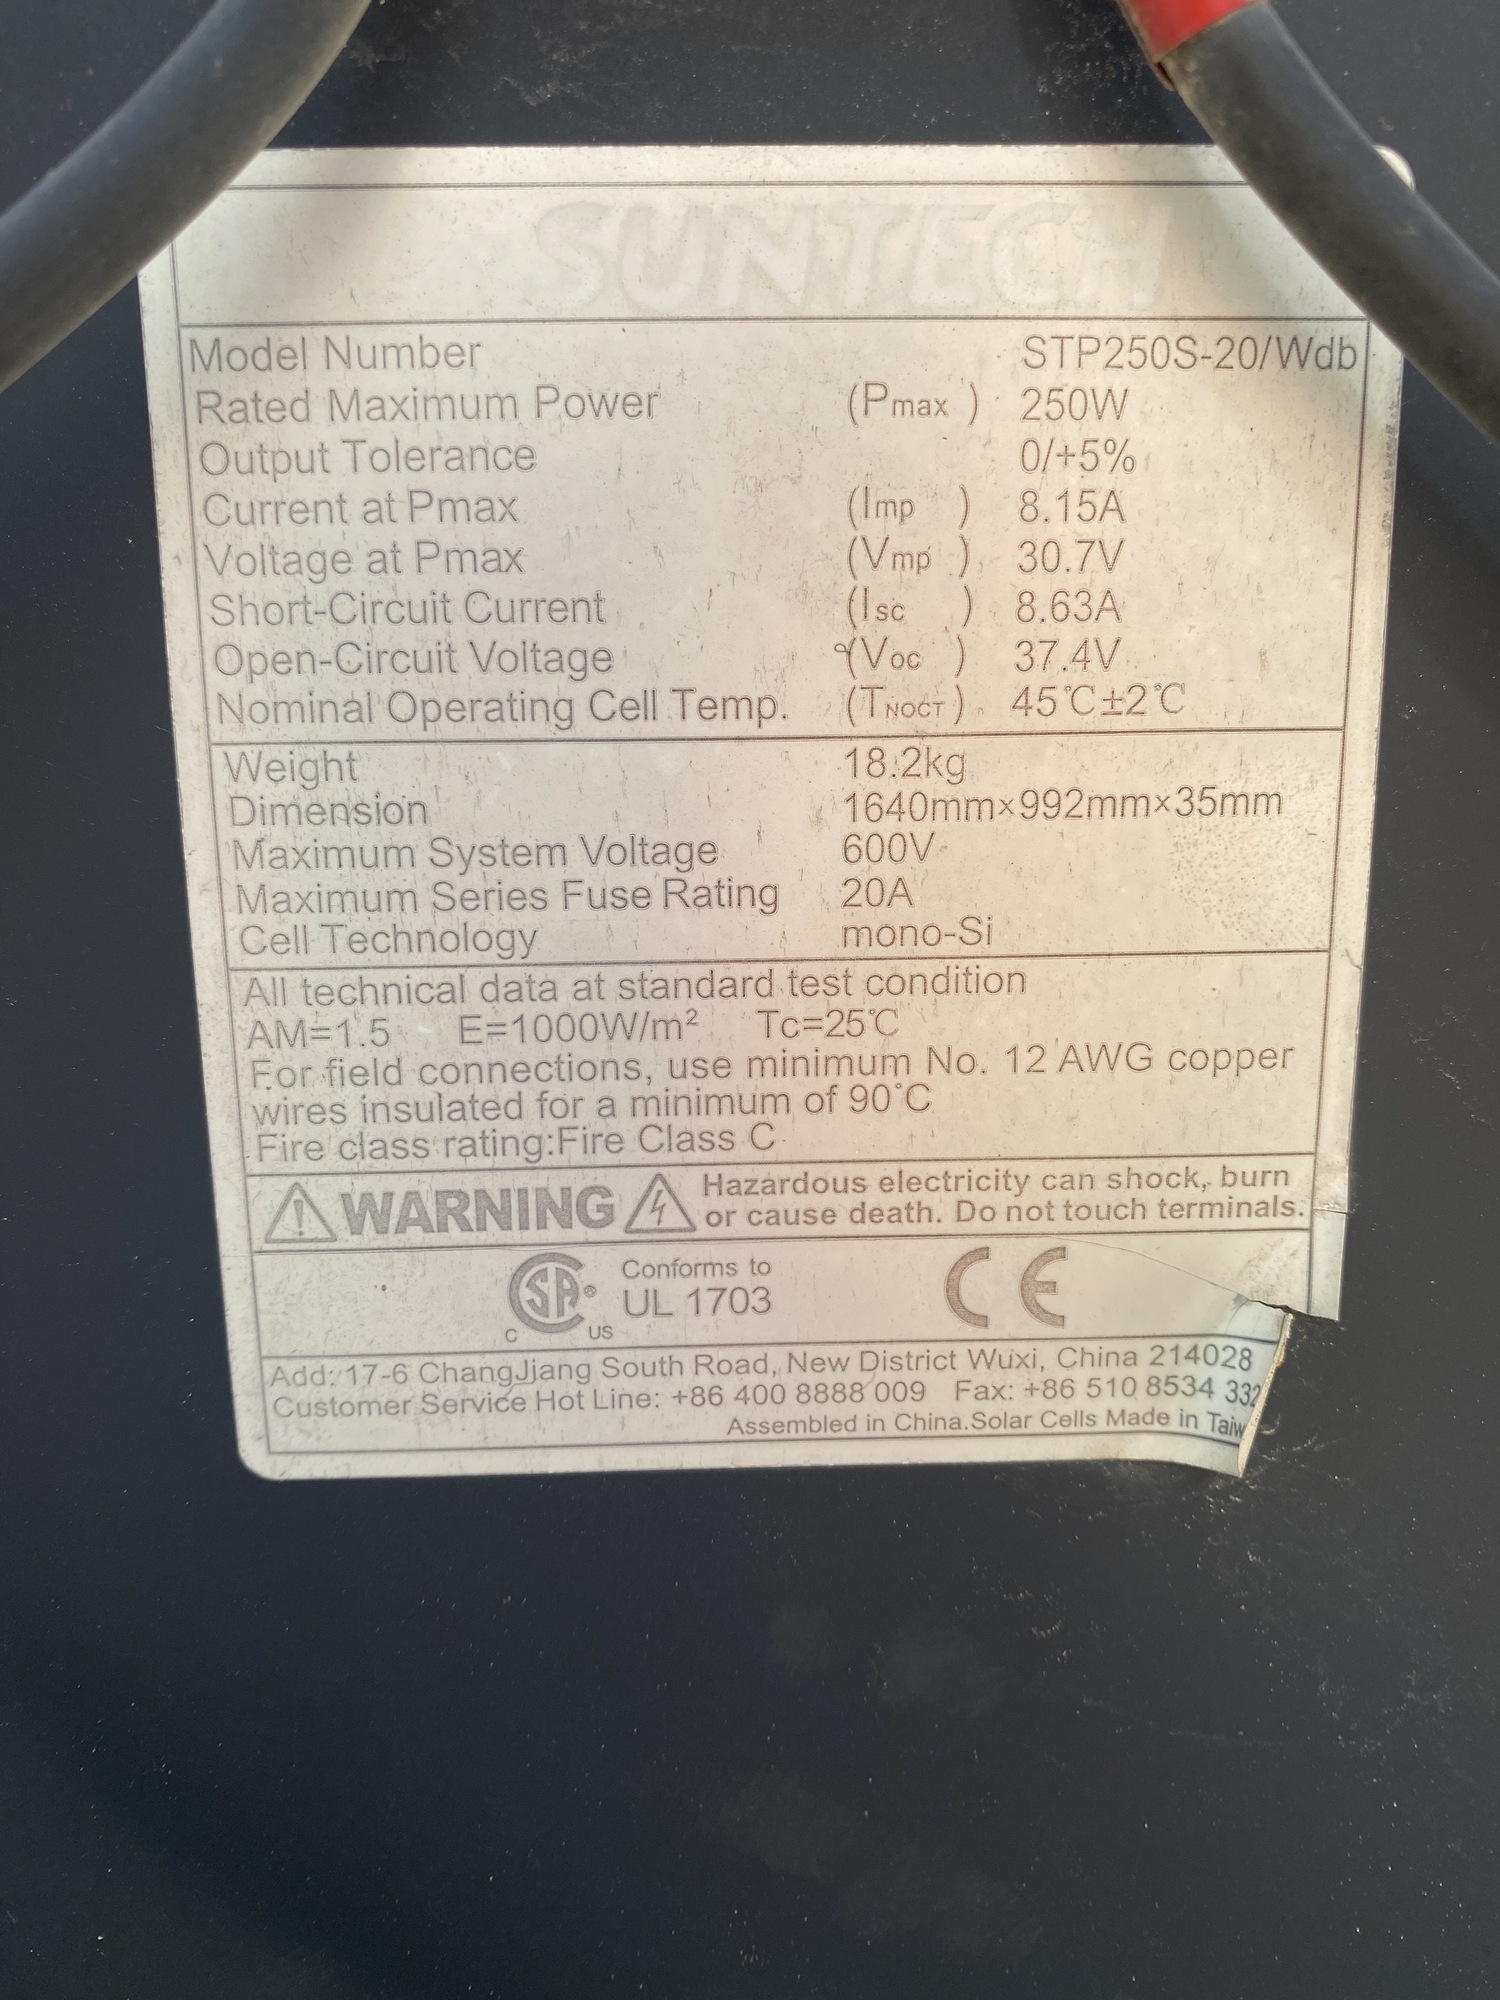 SUNTECH
Model Number STP250S-20/Wdb
Rated Maximum Power (Pmax) 250W
Output Tolerance 0/+5%
Current at Pmax (Imp) 8.15A
Voltage at Pmax (Vmp) 30.7V
Short-Circuit Current (Isc) 8.63A
Open-Circuit Voltage (Voc) 37.4V
Nominal Operating Cell Temp. (TNOCT) 45℃±2℃
Weight 18.2kg
Dimension 1640mm×992mm×35mm
Maximum System Voltage 600V
Maximum Series Fuse Rating 20A
Cell Technology mono-Si
All technical data at standard test condition
AM=1.5 E=1000W/m² Tc=25℃
For field connections, use minimum No. 12 AWG copper
wires insulated for a minimum of 90℃
Fire class rating:Fire Class C
WARNING Hazardous electricity can shock, burn
or cause death. Do not touch terminals.
CSA® C US Conforms to
UL 1703 CE
Add: 17-6 ChangJiang South Road, New District Wuxi, China 214028
Customer Service Hot Line: +86 400 8888 009 Fax: +86 510 8534 332
Assembled in China.Solar Cells Made in Taiw